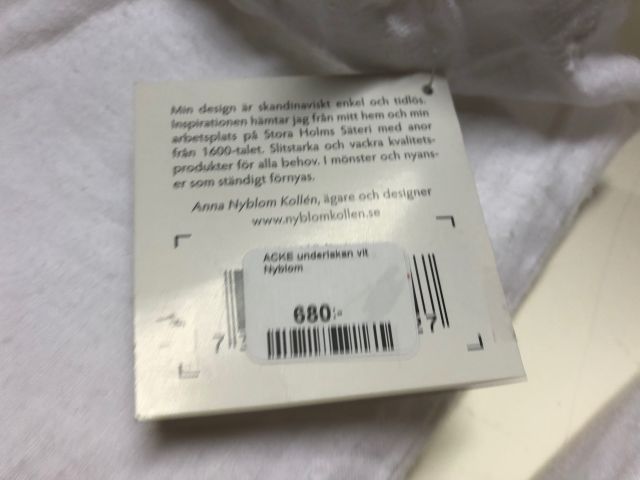 Min design är skandinaviskt enkel och tidlös.
Inspirationen hämtar jag från mitt hem och min
arbetsplats på Stora Holms Säteri med anor
från 1600-talet. Slitstarka och vackra kvalitets-
produkter för alla behov. I mönster och nyans-
er som ständigt förnyas.
Anna Nyblom Kollén, ägare och designer
www.nyblomkollen.se
ACKE underlakan vit
Nyblom
680:-
7
27